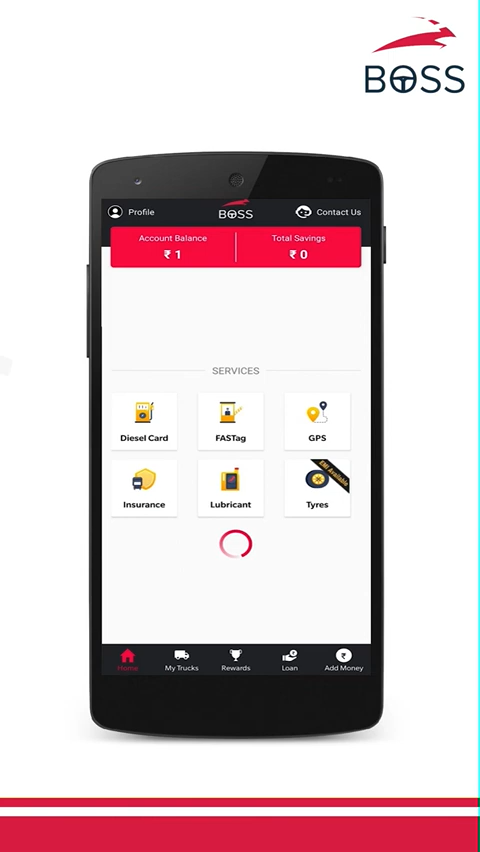 BOSS
Profile
BOSS
Contact Us
Account Balance
Total Savings
₹ 1
₹ 0
SERVICES
Diesel Card
FASTag
GPS
Insurance
Lubricant
EMI Available
Tyres
Home
My Trucks
Rewards
Loan
Add Money